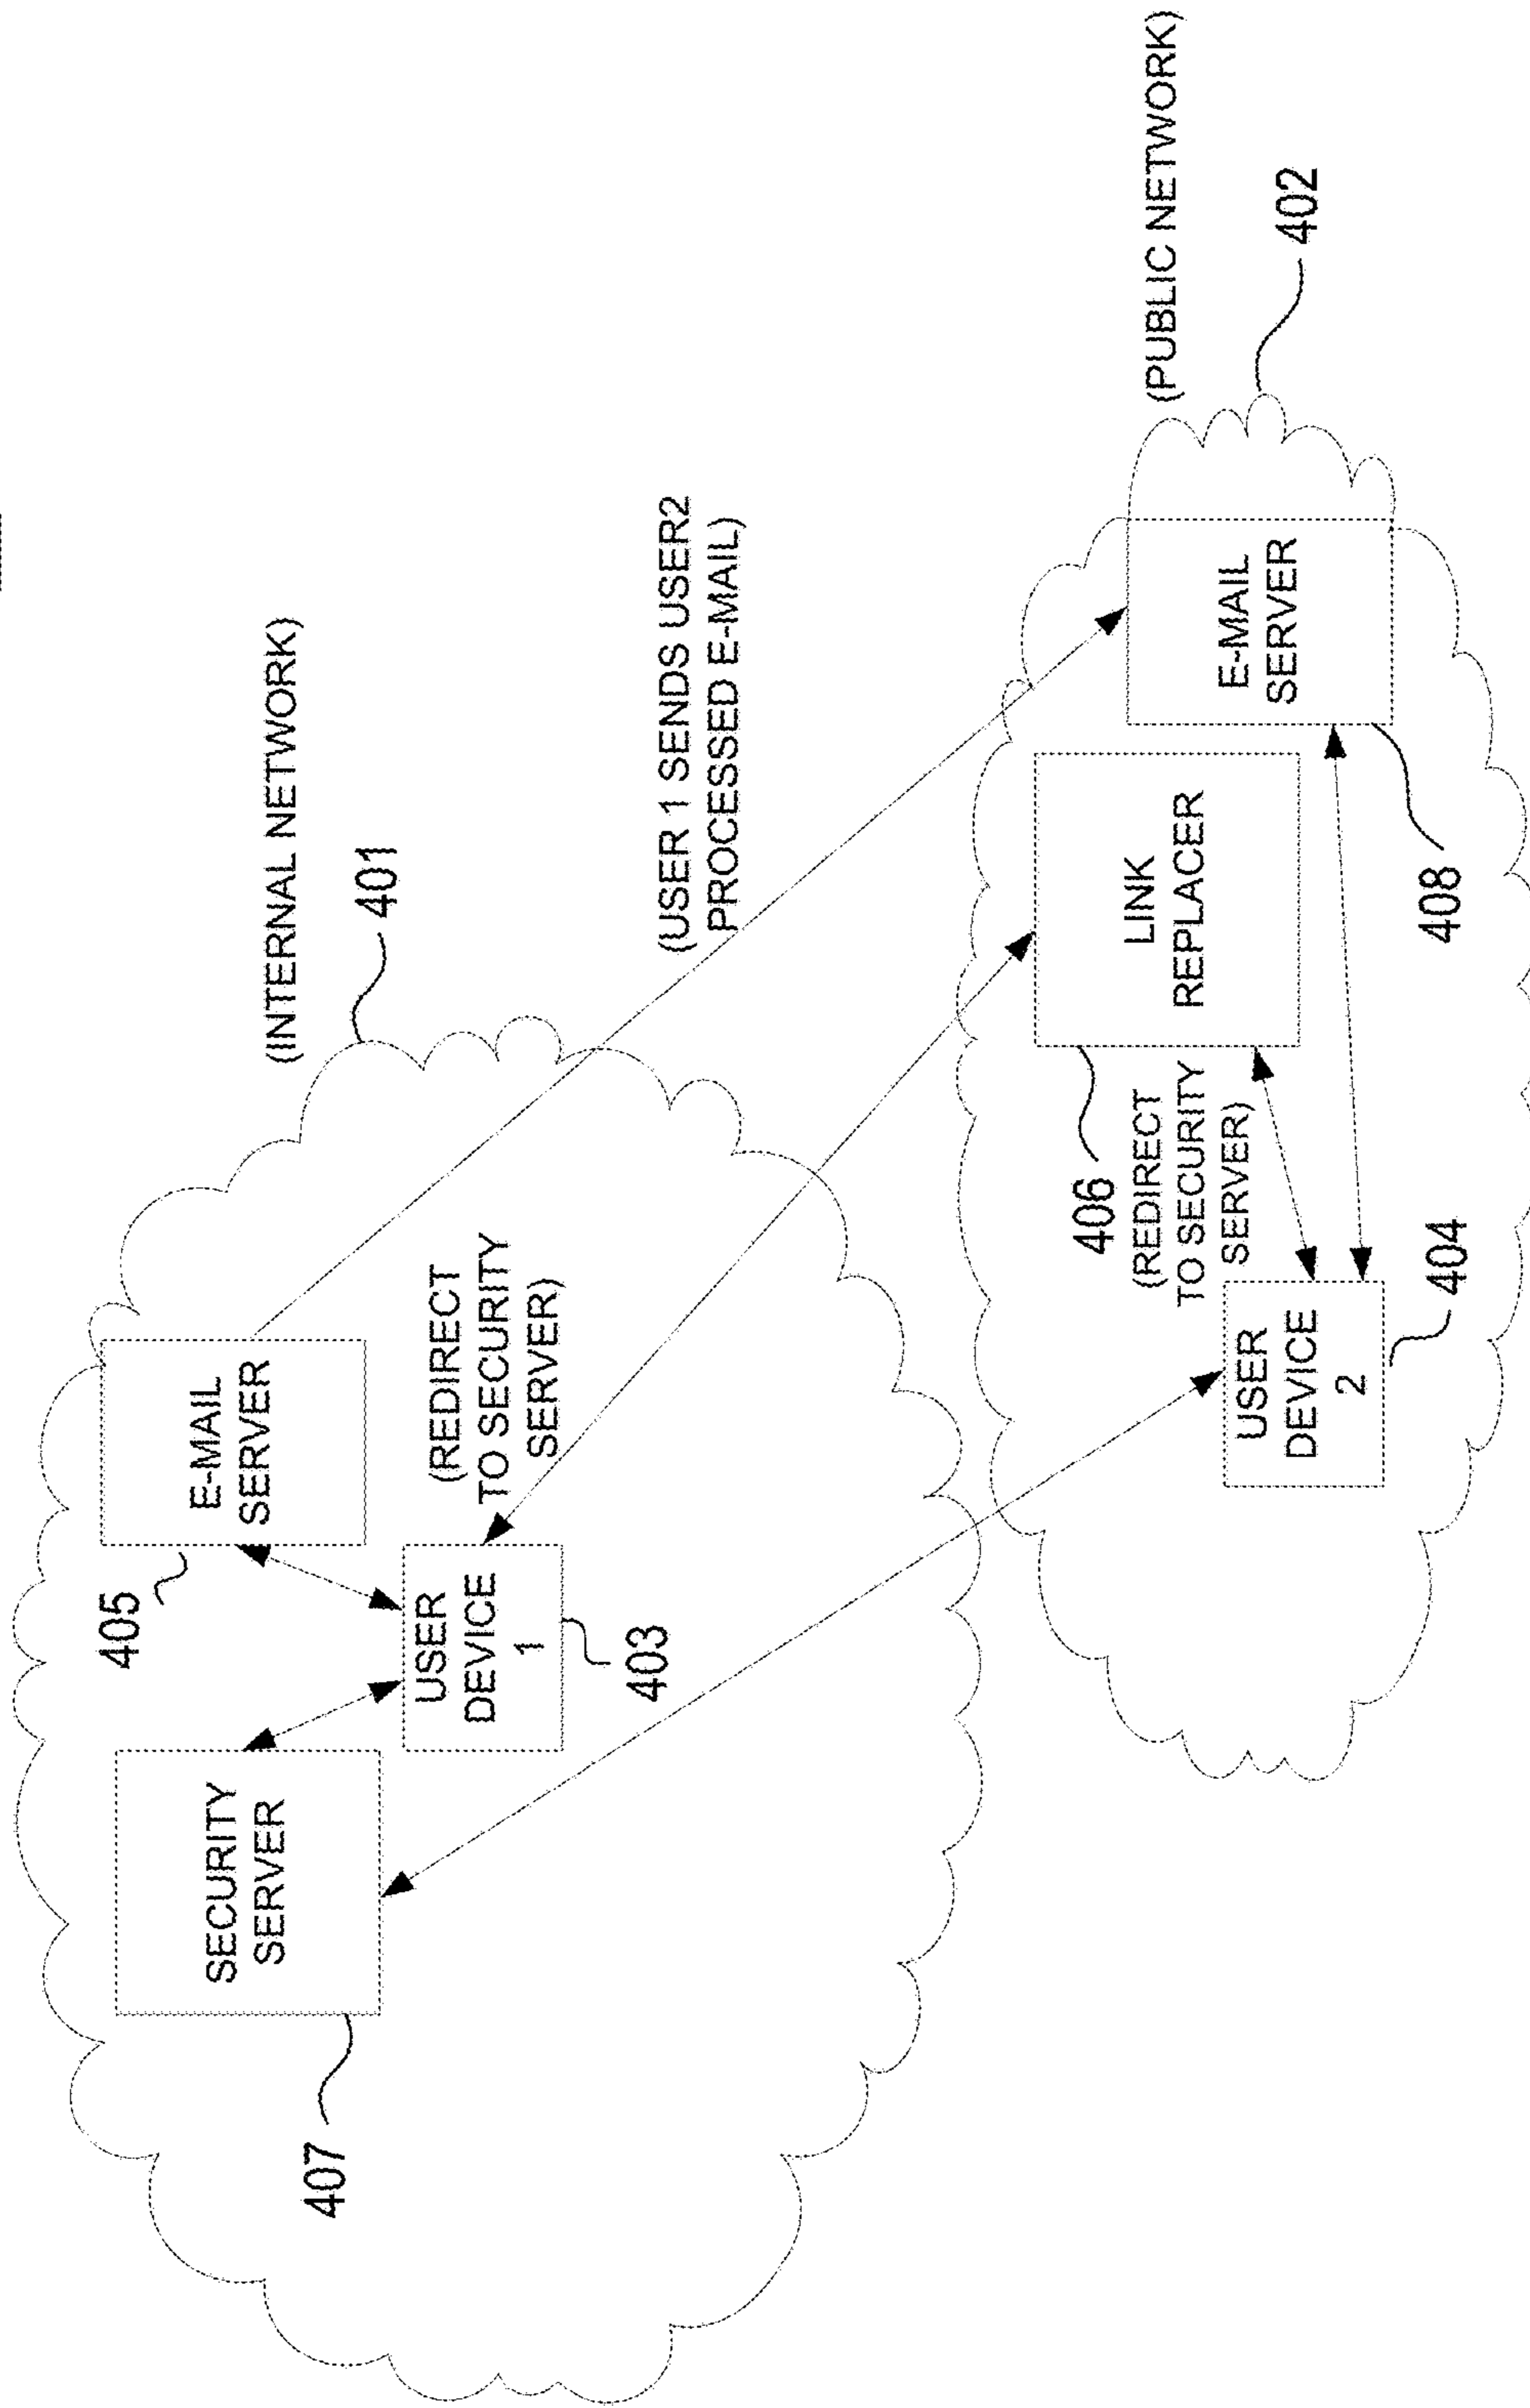 (INTERNAL NETWORK)
401
SECURITY
SERVER
407
E-MAIL
SERVER
405
USER
DEVICE
1
403
(REDIRECT
TO SECURITY
SERVER)
(USER 1 SENDS USER2
PROCESSED E-MAIL)
(PUBLIC NETWORK)
402
LINK
REPLACER
406
E-MAIL
SERVER
408
(REDIRECT
TO SECURITY
SERVER)
USER
DEVICE
2
404